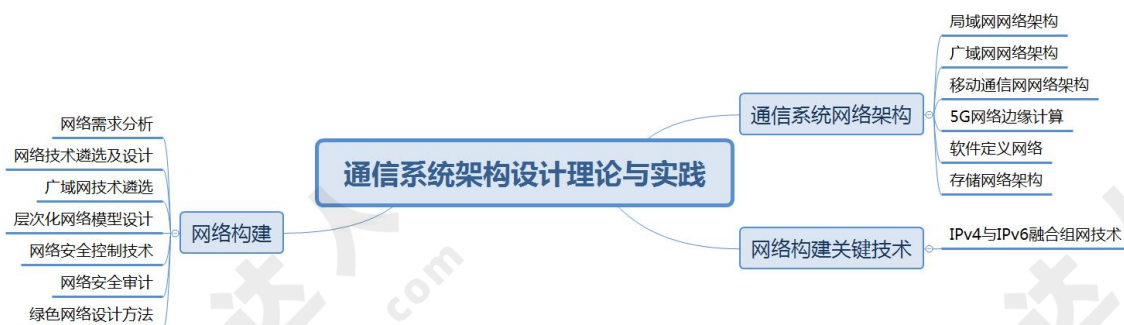 通信系统架构设计理论与实践
通信系统网络架构
局域网网络架构
广域网网络架构
移动通信网网络架构
5G网络边缘计算
软件定义网络
存储网络架构
网络构建关键技术
IPv4与IPv6融合组网技术
网络构建
网络需求分析
网络技术遴选及设计
广域网技术遴选
层次化网络模型设计
网络安全控制技术
网络安全审计
绿色网络设计方法
达人
com
达